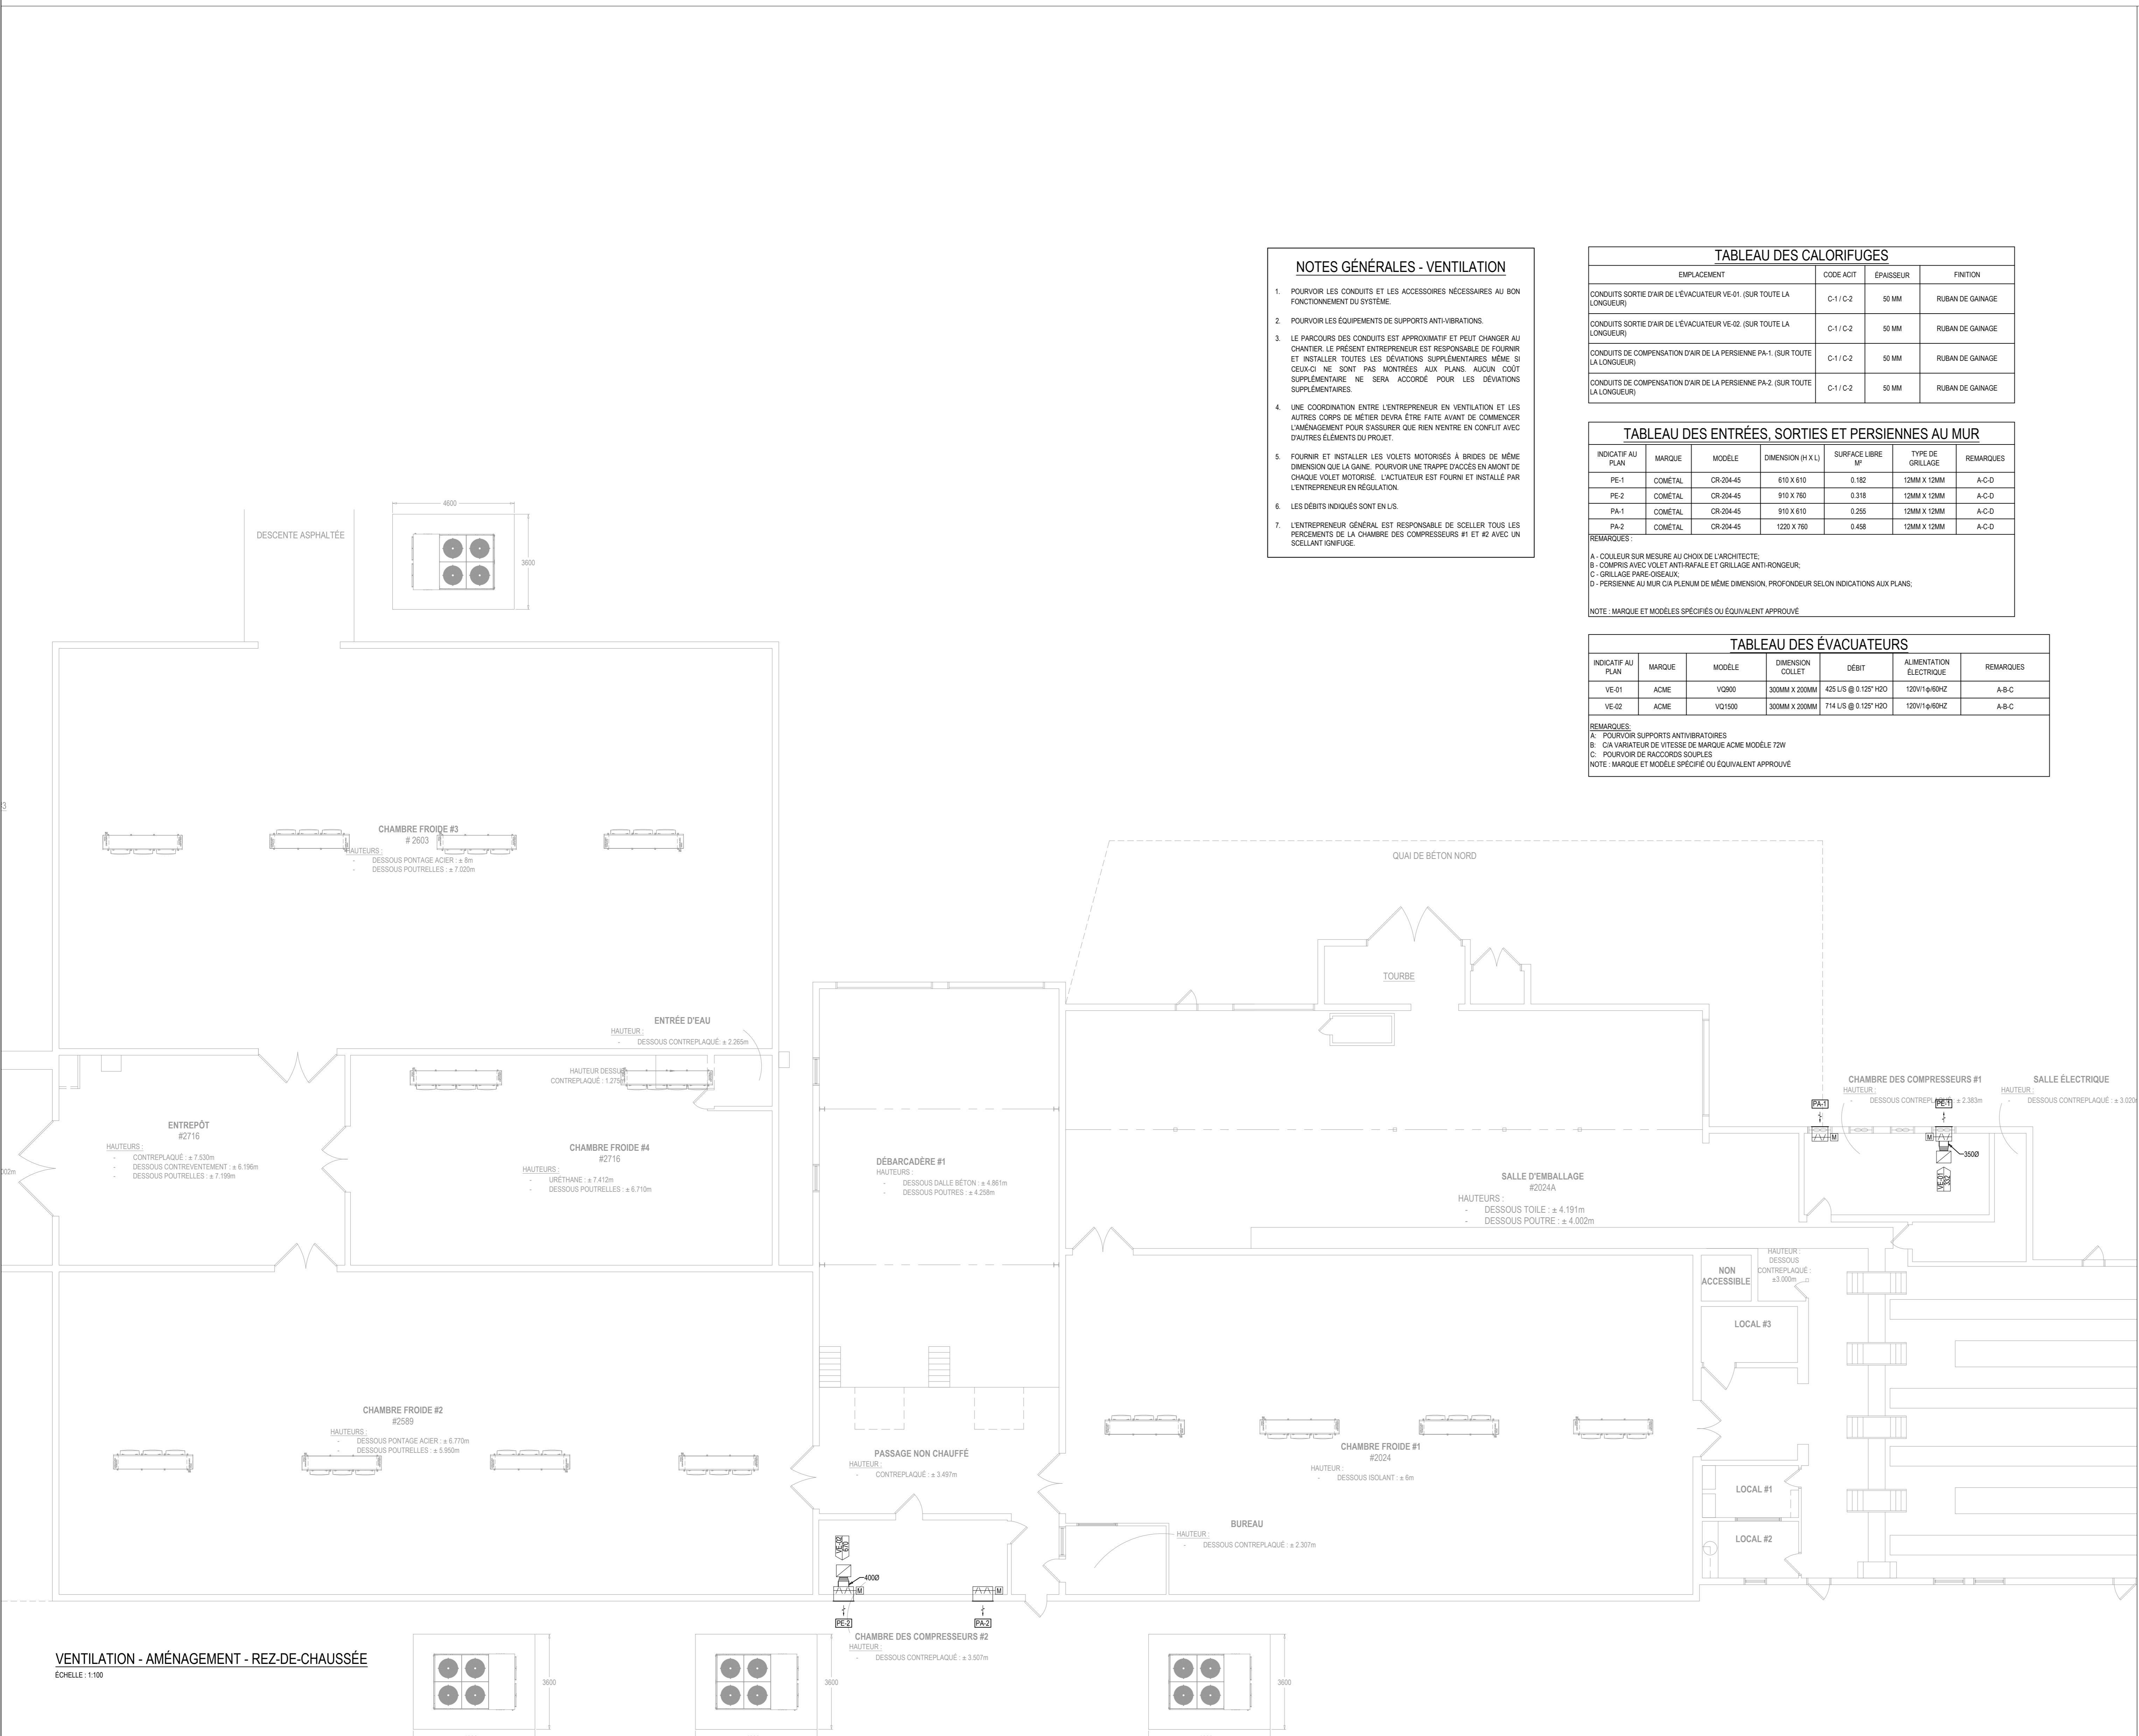 NOTES GÉNÉRALES - VENTILATION
1. POURVOIR LES CONDUITS ET LES ACCESSOIRES NÉCESSAIRES AU BON
FONCTIONNEMENT DU SYSTÈME.
2. POURVOIR LES ÉQUIPEMENTS DE SUPPORTS ANTI-VIBRATIONS.
3. LE PARCOURS DES CONDUITS EST APPROXIMATIF ET PEUT CHANGER AU
CHANTIER. LE PRÉSENT ENTREPRENEUR EST RESPONSABLE DE FOURNIR
ET INSTALLER TOUTES LES DÉVIATIONS SUPPLÉMENTAIRES MÊME SI
CEUX-CI NE SONT PAS MONTRÉES AUX PLANS. AUCUN COÛT
SUPPLÉMENTAIRE NE SERA ACCORDÉ POUR LES DÉVIATIONS
SUPPLÉMENTAIRES.
4. UNE COORDINATION ENTRE L'ENTREPRENEUR EN VENTILATION ET LES
AUTRES CORPS DE MÉTIER DEVRA ÊTRE FAITE AVANT DE COMMENCER
L'AMÉNAGEMENT POUR S'ASSURER QUE RIEN N'ENTRE EN CONFLIT AVEC
D'AUTRES ÉLÉMENTS DU PROJET.
5. FOURNIR ET INSTALLER LES VOLETS MOTORISÉS À BRIDES DE MÊME
DIMENSION QUE LA GAINE. POURVOIR UNE TRAPPE D'ACCÈS EN AMONT DE
CHAQUE VOLET MOTORISÉ. L'ACTUATEUR EST FOURNI ET INSTALLÉ PAR
L'ENTREPRENEUR EN RÉGULATION.
6. LES DÉBITS INDIQUÉS SONT EN L/S.
7. L'ENTREPRENEUR GÉNÉRAL EST RESPONSABLE DE SCELLER TOUS LES
PERCEMENTS DE LA CHAMBRE DES COMPRESSEURS #1 ET #2 AVEC UN
SCELLANT IGNIFUGE.
TABLEAU DES CALORIFUGES
EMPLACEMENT CODE ACIT ÉPAISSEUR FINITION
CONDUITS SORTIE D'AIR DE L'ÉVACUATEUR VE-01. (SUR TOUTE LA
LONGUEUR) C-1 / C-2 50 MM RUBAN DE GAINAGE
CONDUITS SORTIE D'AIR DE L'ÉVACUATEUR VE-02. (SUR TOUTE LA
LONGUEUR) C-1 / C-2 50 MM RUBAN DE GAINAGE
CONDUITS DE COMPENSATION D'AIR DE LA PERSIENNE PA-1. (SUR TOUTE
LA LONGUEUR) C-1 / C-2 50 MM RUBAN DE GAINAGE
CONDUITS DE COMPENSATION D'AIR DE LA PERSIENNE PA-2. (SUR TOUTE
LA LONGUEUR) C-1 / C-2 50 MM RUBAN DE GAINAGE
TABLEAU DES ENTRÉES, SORTIES ET PERSIENNES AU MUR
INDICATIF AU PLAN MARQUE MODÈLE DIMENSION (H X L) SURFACE LIBRE M² TYPE DE GRILLAGE REMARQUES
PE-1 COMÉTAL CR-204-45 610 X 610 0.182 12MM X 12MM A-C-D
PE-2 COMÉTAL CR-204-45 910 X 760 0.318 12MM X 12MM A-C-D
PA-1 COMÉTAL CR-204-45 910 X 610 0.255 12MM X 12MM A-C-D
PA-2 COMÉTAL CR-204-45 1220 X 760 0.458 12MM X 12MM A-C-D
REMARQUES :
A - COULEUR SUR MESURE AU CHOIX DE L'ARCHITECTE;
B - COMPRIS AVEC VOLET ANTI-RAFALE ET GRILLAGE ANTI-RONGEUR;
C - GRILLAGE PARE-OISEAUX;
D - PERSIENNE AU MUR C/A PLENUM DE MÊME DIMENSION, PROFONDEUR SELON INDICATIONS AUX PLANS;
NOTE : MARQUE ET MODÈLES SPÉCIFIÉS OU ÉQUIVALENT APPROUVÉ
TABLEAU DES ÉVACUATEURS
INDICATIF AU PLAN MARQUE MODÈLE DIMENSION COLLET DÉBIT ALIMENTATION ÉLECTRIQUE REMARQUES
VE-01 ACME VQ900 300MM X 200MM 425 L/S @ 0.125" H2O 120V/1ϕ/60HZ A-B-C
VE-02 ACME VQ1500 300MM X 200MM 714 L/S @ 0.125" H2O 120V/1ϕ/60HZ A-B-C
REMARQUES:
A: POURVOIR SUPPORTS ANTIVIBRATOIRES
B: C/A VARIATEUR DE VITESSE DE MARQUE ACME MODÈLE 72W
C: POURVOIR DE RACCORDS SOUPLES
NOTE : MARQUE ET MODÈLE SPÉCIFIÉ OU ÉQUIVALENT APPROUVÉ
4600
DESCENTE ASPHALTÉE
3600
CHAMBRE FROIDE #3
# 2603
HAUTEURS :
- DESSOUS PONTAGE ACIER : ± 8m
- DESSOUS POUTRELLES : ± 7.020m
QUAI DE BÉTON NORD
TOURBE
ENTRÉE D'EAU
HAUTEUR :
- DESSOUS CONTREPLAQUÉ: ± 2.265m
HAUTEUR DESSUS
CONTREPLAQUÉ : 1.275m
ENTREPÔT
#2716
HAUTEURS :
- CONTREPLAQUÉ : ± 7.530m
- DESSOUS CONTREVENTEMENT : ± 6.196m
- DESSOUS POUTRELLES : ± 7.199m
002m
CHAMBRE FROIDE #4
#2716
HAUTEURS :
- URÉTHANE : ± 7.412m
- DESSOUS POUTRELLES : ± 6.710m
DÉBARCADÈRE #1
HAUTEURS :
- DESSOUS DALLE BÉTON : ± 4.861m
- DESSOUS POUTRES : ± 4.258m
SALLE D'EMBALLAGE
#2024A
HAUTEURS :
- DESSOUS TOILE : ± 4.191m
- DESSOUS POUTRE : ± 4.002m
CHAMBRE DES COMPRESSEURS #1
HAUTEUR :
- DESSOUS CONTREPLAQUÉ : ± 2.383m
SALLE ÉLECTRIQUE
HAUTEUR :
- DESSOUS CONTREPLAQUÉ : ± 3.020
PA-1
PE-1
M
M
350Ø
VE-01
332
HAUTEUR :
DESSOUS
CONTREPLAQUÉ :
±3.000m
NON
ACCESSIBLE
LOCAL #3
CHAMBRE FROIDE #2
#2589
HAUTEURS :
- DESSOUS PONTAGE ACIER : ± 6.770m
- DESSOUS POUTRELLES : ± 5.950m
PASSAGE NON CHAUFFÉ
HAUTEUR :
- CONTREPLAQUÉ : ± 3.497m
CHAMBRE FROIDE #1
#2024
HAUTEUR :
- DESSOUS ISOLANT : ± 6m
LOCAL #1
LOCAL #2
BUREAU
HAUTEUR :
- DESSOUS CONTREPLAQUÉ : ± 2.307m
VE-02
670
400Ø
M
M
PE-2
PA-2
CHAMBRE DES COMPRESSEURS #2
HAUTEUR :
- DESSOUS CONTREPLAQUÉ : ± 3.507m
VENTILATION - AMÉNAGEMENT - REZ-DE-CHAUSSÉE
ÉCHELLE : 1:100
3600
3600
3600